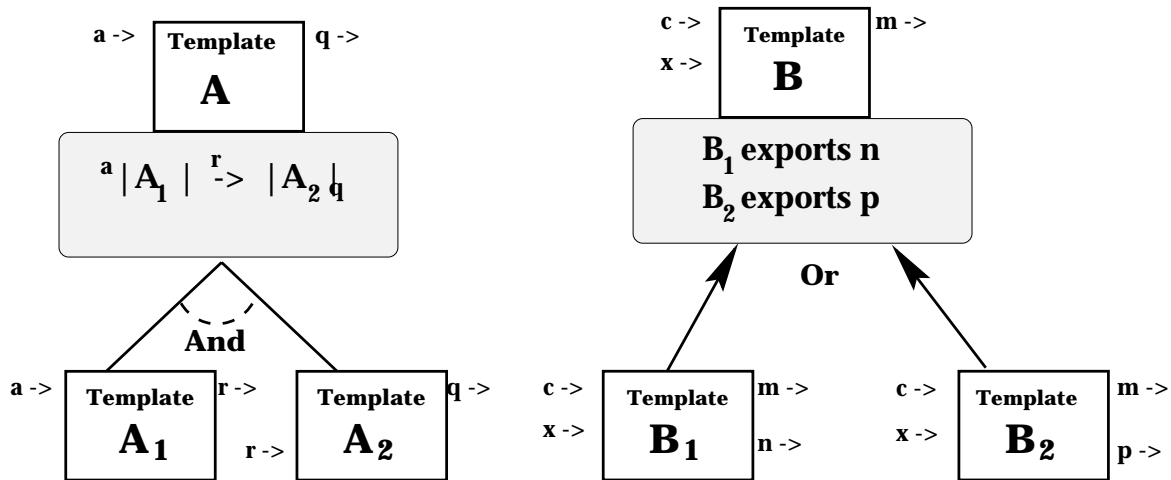 a -> Template q ->
A
c -> Template m ->
x -> B
a | A1 | r -> | A2 | q
B1 exports n
B2 exports p
Or
And
a -> Template r -> Template q ->
A1 r -> A2
c -> Template m ->
x -> B1 n ->
c -> Template m ->
x -> B2 p ->